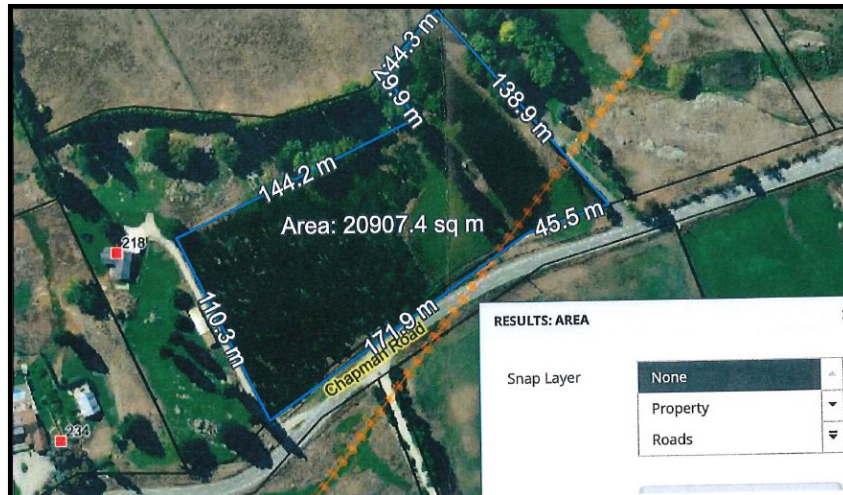 44.3 m
29.9 m
138.9 m
144.2 m
Area: 20907.4 sq m
45.5 m
218
110.3 m
171.9 m
Chapman Road
234
RESULTS: AREA
Snap Layer
None
Property
Roads